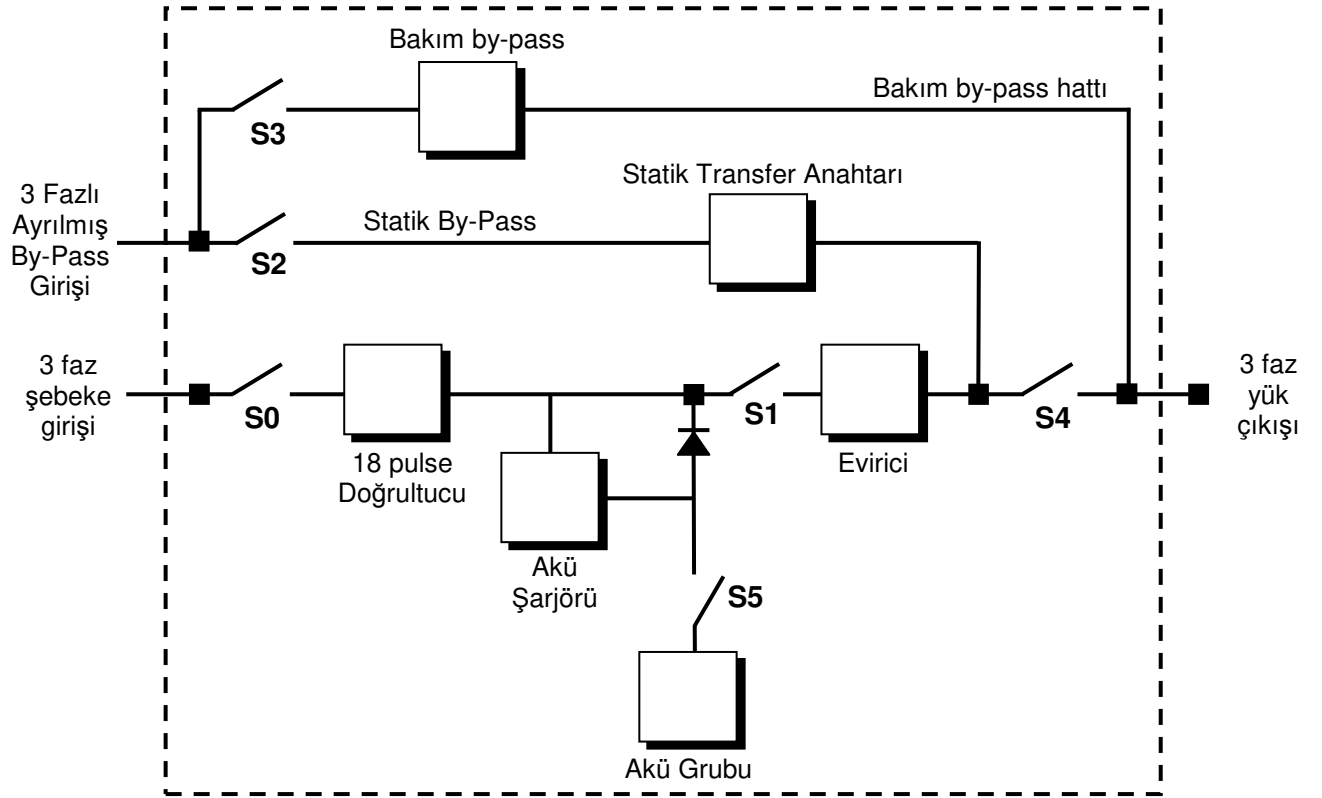 Bakım by-pass
Bakım by-pass hattı
S3
3 Fazlı
Ayrılmış
By-Pass
Girişi
Statik By-Pass
Statik Transfer Anahtarı
S2
3 faz
şebeke
girişi
S0
18 pulse
Doğrultucu
S1
Evirici
S4
3 faz
yük
çıkışı
Akü
Şarjörü
S5
Akü Grubu